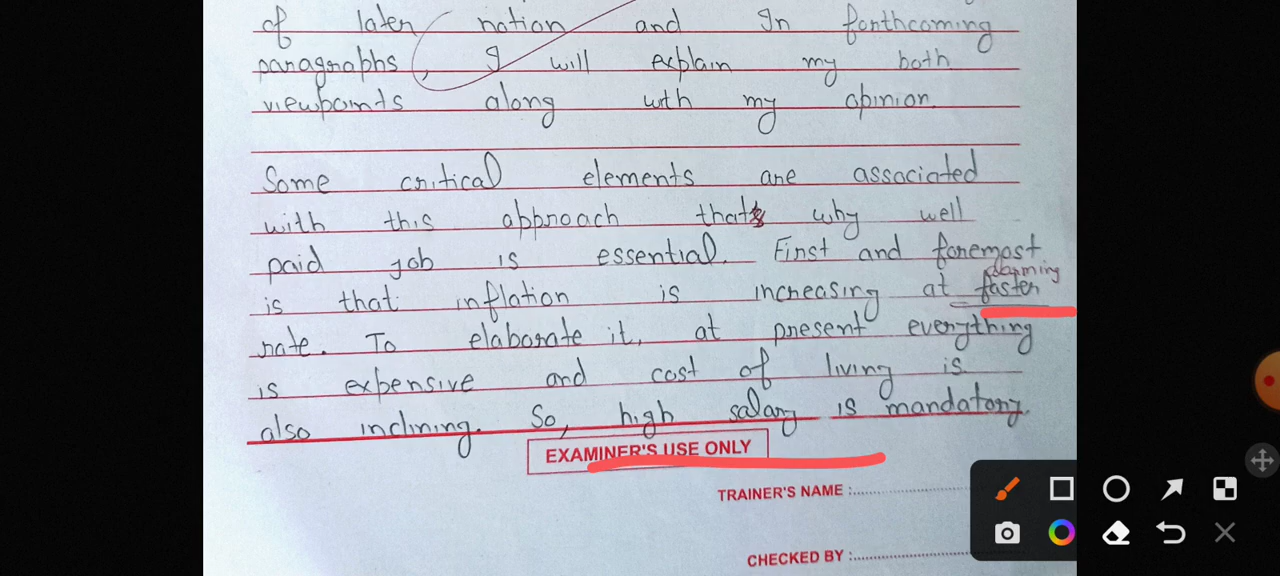 of later notion and In forthcoming
paragraphs, I will explain my both
viewpoints along with my opinion.
Some critical elements are associated
with this approach that's why well
paid job is essential. First and foremost
is that inflation is increasing at faster
rate. To elaborate it, at present everything
is expensive and cost of living is
also inclining. So, high salary is mandatory.
EXAMINER'S USE ONLY
TRAINER'S NAME :
CHECKED BY :